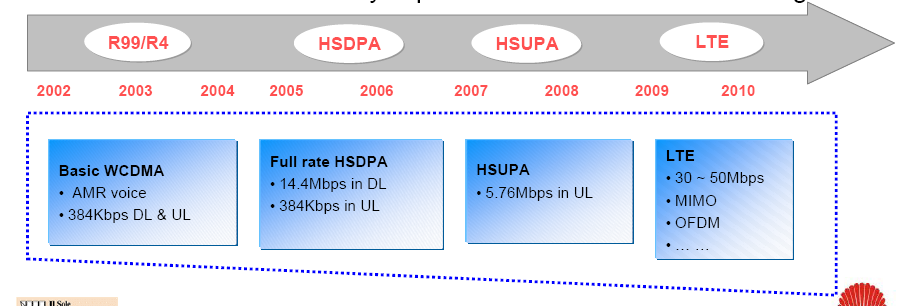 R99/R4 HSDPA HSUPA LTE
2002 2003 2004 2005 2006 2007 2008 2009 2010
Basic WCDMA
• AMR voice
• 384Kbps DL & UL
Full rate HSDPA
• 14.4Mbps in DL
• 384Kbps in UL
HSUPA
• 5.76Mbps in UL
LTE
• 30 ~ 50Mbps
• MIMO
• OFDM
• … …
Il Sole